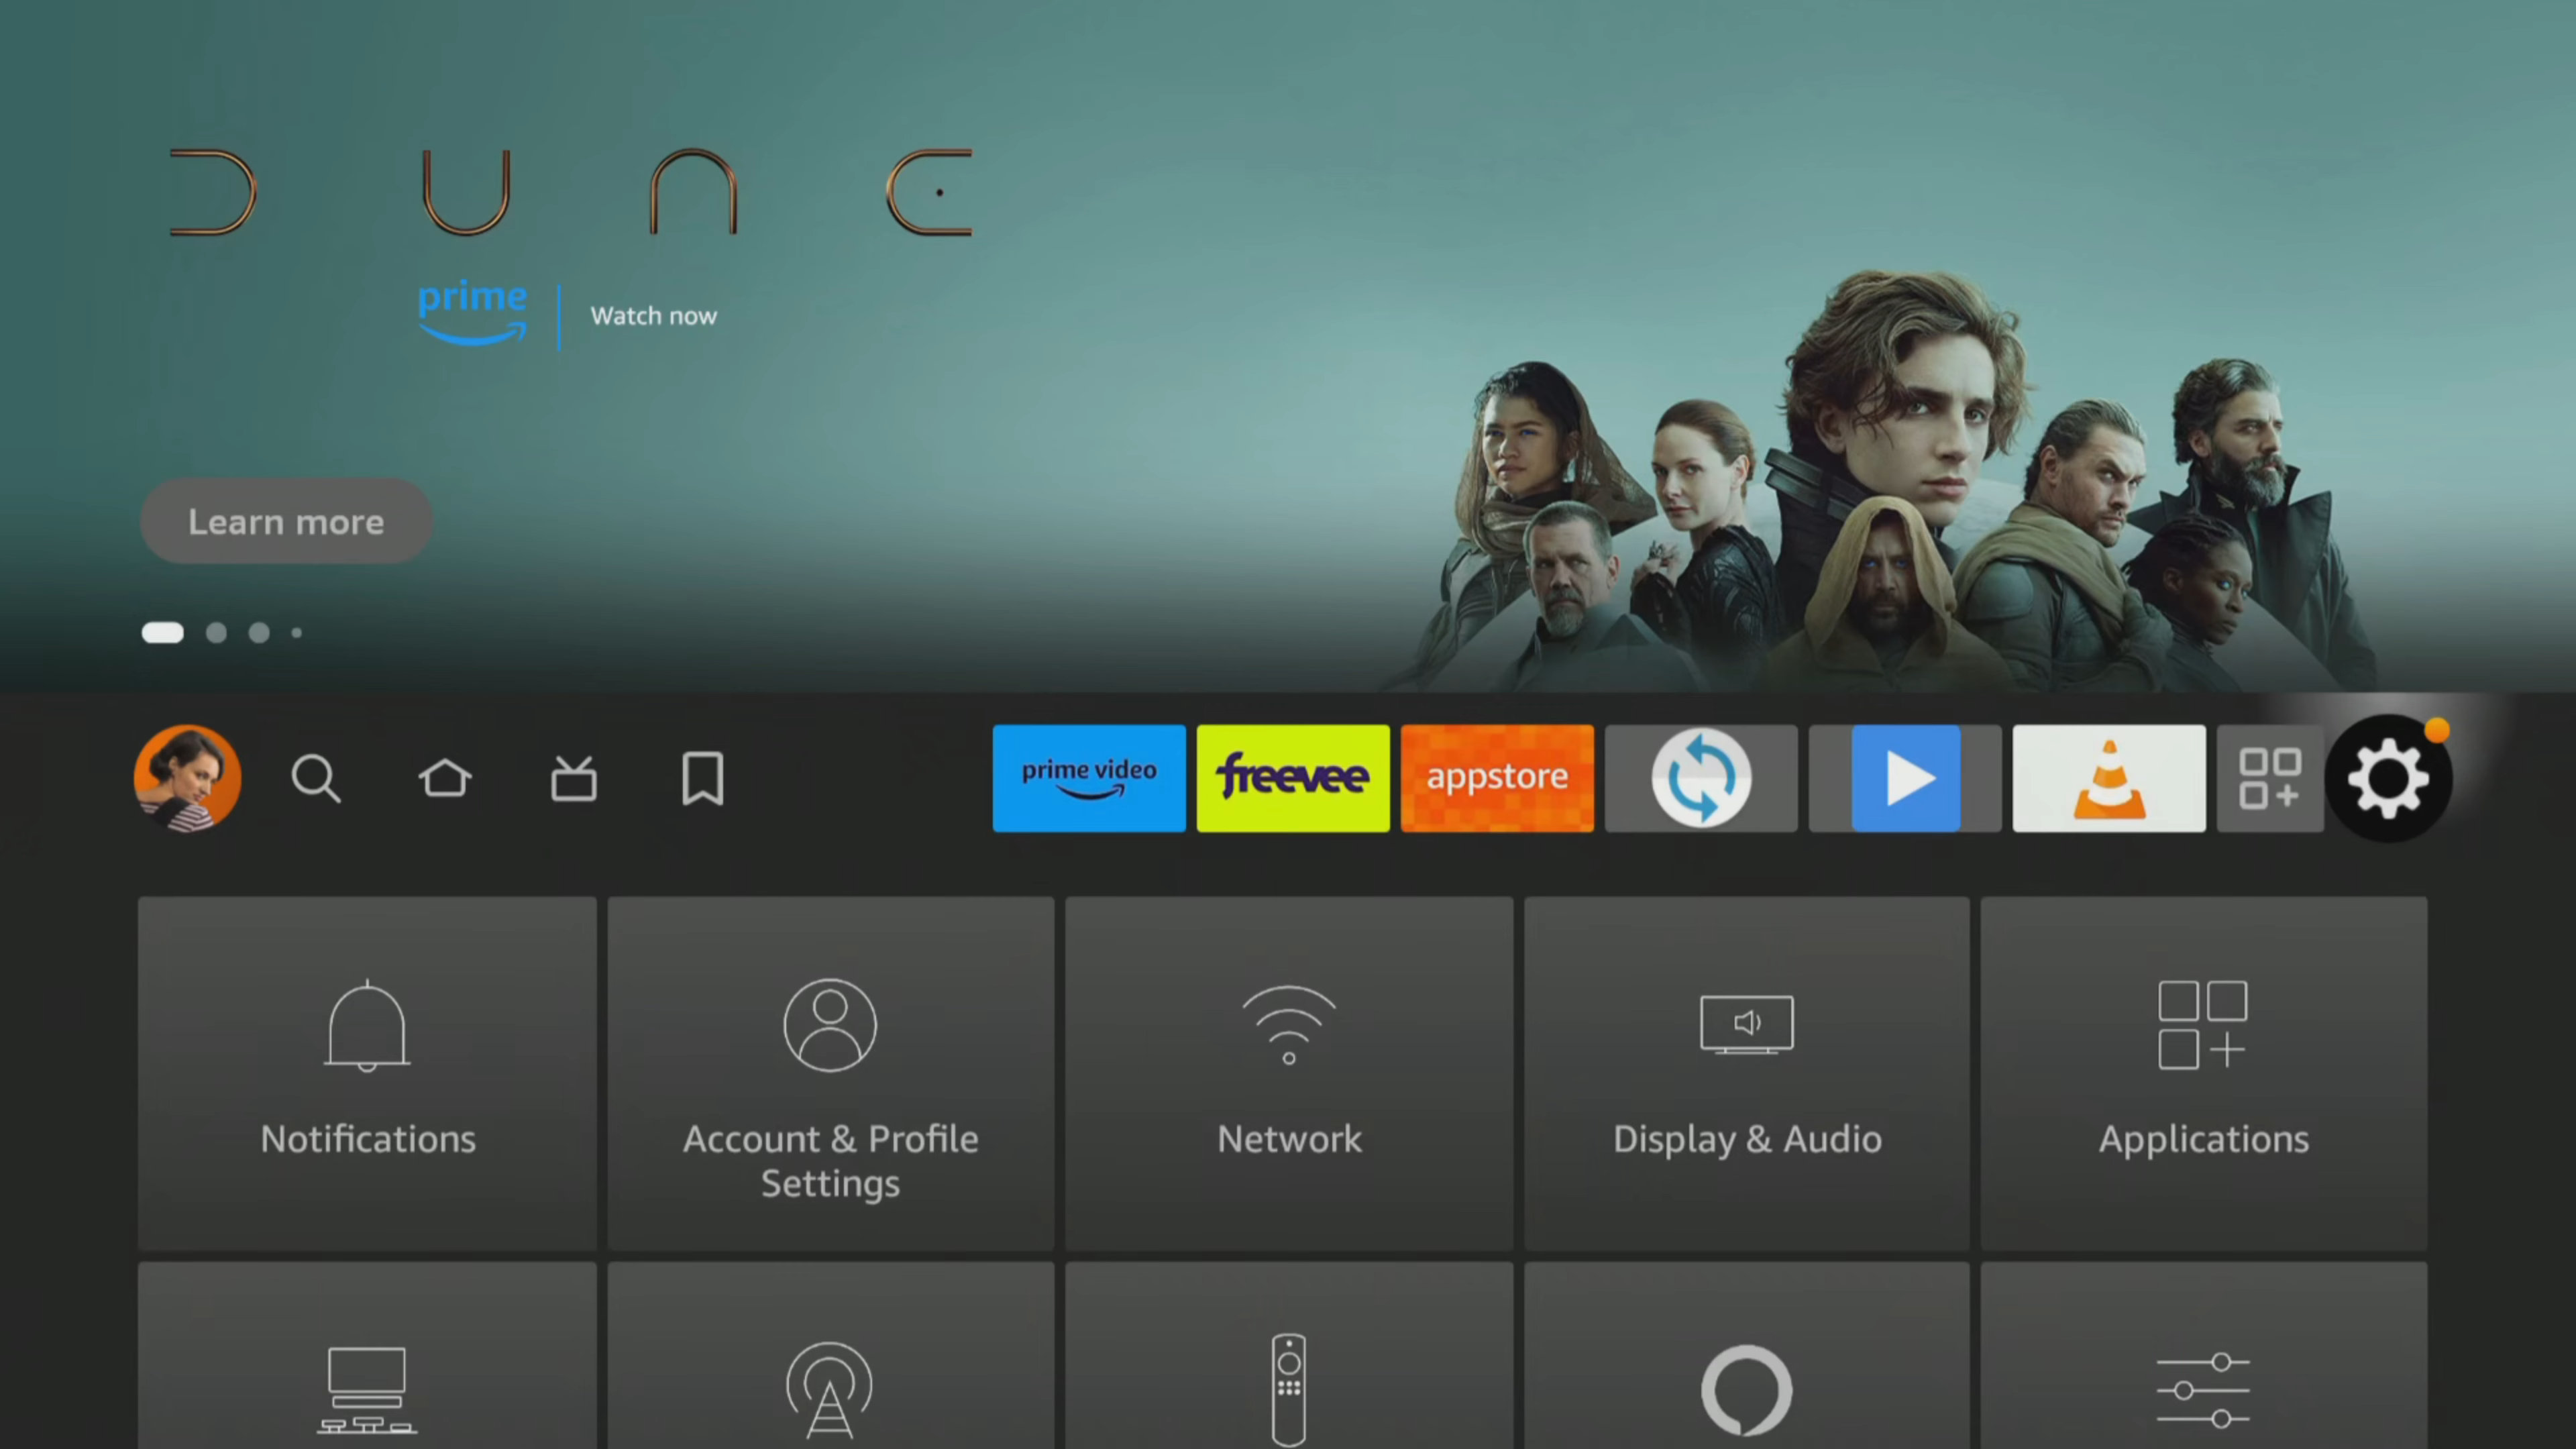 DUNE
prime
Watch now
Learn more
prime video
freevee
appstore
Notifications
Account & Profile
Settings
Network
Display & Audio
Applications